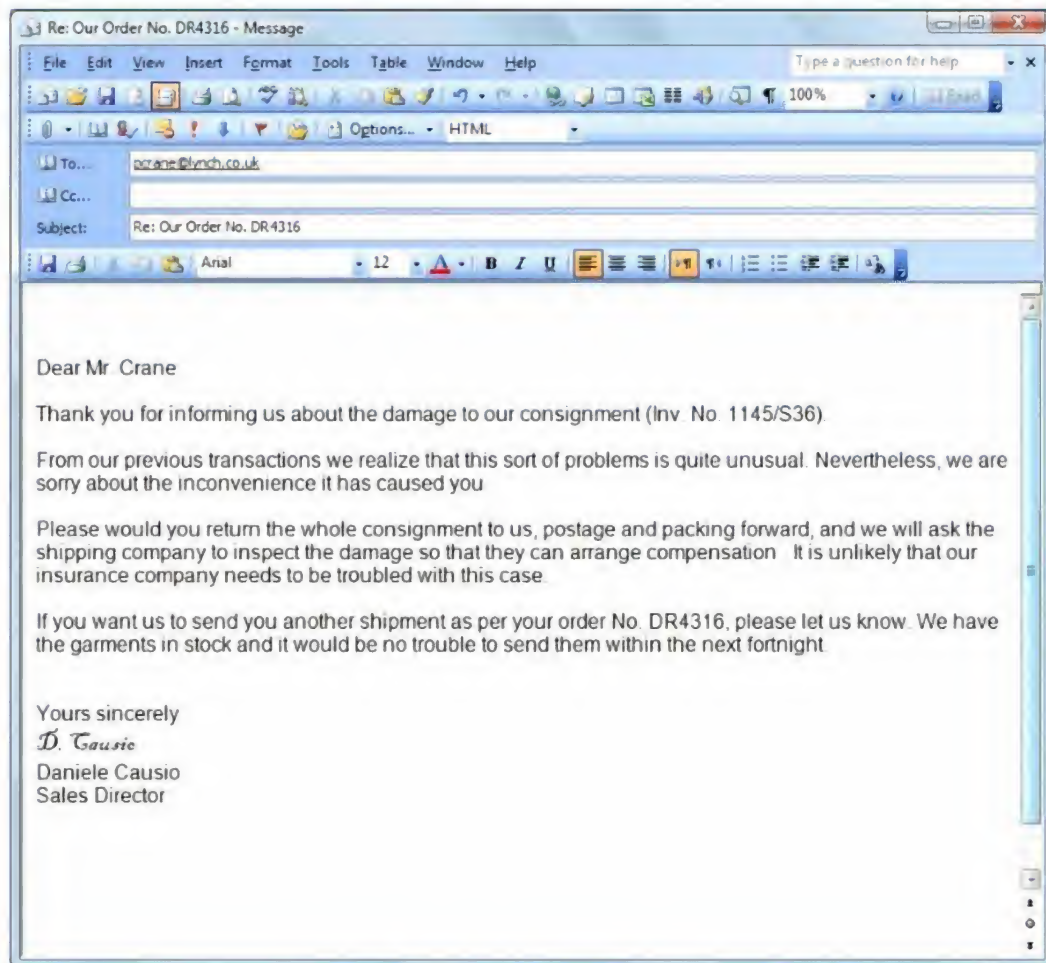 Re: Our Order No. DR4316 - Message
File Edit View Insert Format Tools Table Window Help Type a question for help
100%
Options... HTML
To... pcrane@lynch.co.uk
Cc...
Subject: Re: Our Order No. DR4316
Arial 12 A B I U
Dear Mr. Crane
Thank you for informing us about the damage to our consignment (Inv. No. 1145/S36).
From our previous transactions we realize that this sort of problems is quite unusual. Nevertheless, we are
sorry about the inconvenience it has caused you.
Please would you return the whole consignment to us, postage and packing forward, and we will ask the
shipping company to inspect the damage so that they can arrange compensation. It is unlikely that our
insurance company needs to be troubled with this case.
If you want us to send you another shipment as per your order No. DR4316, please let us know. We have
the garments in stock and it would be no trouble to send them within the next fortnight.
Yours sincerely
D. Causio
Daniele Causio
Sales Director